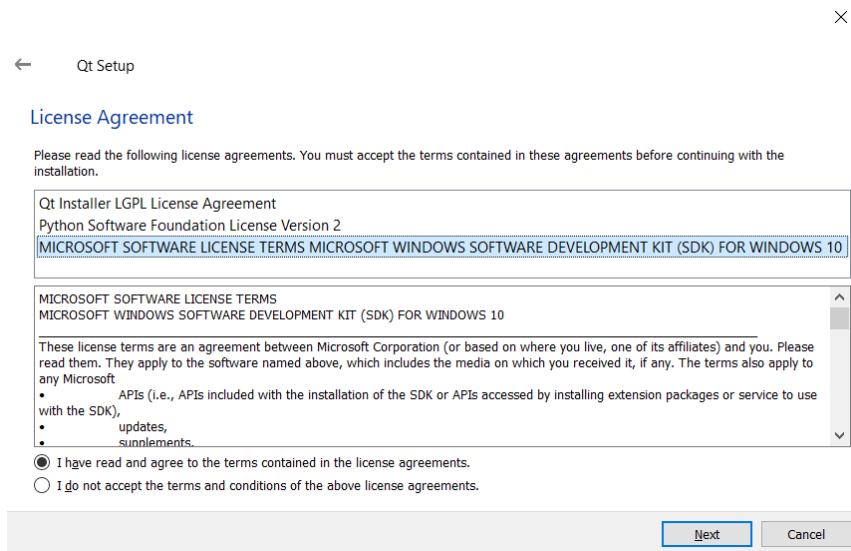 Qt Setup
License Agreement
Please read the following license agreements. You must accept the terms contained in these agreements before continuing with the
installation.
Qt Installer LGPL License Agreement
Python Software Foundation License Version 2
MICROSOFT SOFTWARE LICENSE TERMS MICROSOFT WINDOWS SOFTWARE DEVELOPMENT KIT (SDK) FOR WINDOWS 10
MICROSOFT SOFTWARE LICENSE TERMS
MICROSOFT WINDOWS SOFTWARE DEVELOPMENT KIT (SDK) FOR WINDOWS 10
These license terms are an agreement between Microsoft Corporation (or based on where you live, one of its affiliates) and you. Please
read them. They apply to the software named above, which includes the media on which you received it, if any. The terms also apply to
any Microsoft
• APIs (i.e., APIs included with the installation of the SDK or APIs accessed by installing extension packages or service to use
with the SDK),
• updates,
• supplements,
I have read and agree to the terms contained in the license agreements.
I do not accept the terms and conditions of the above license agreements.
Next Cancel